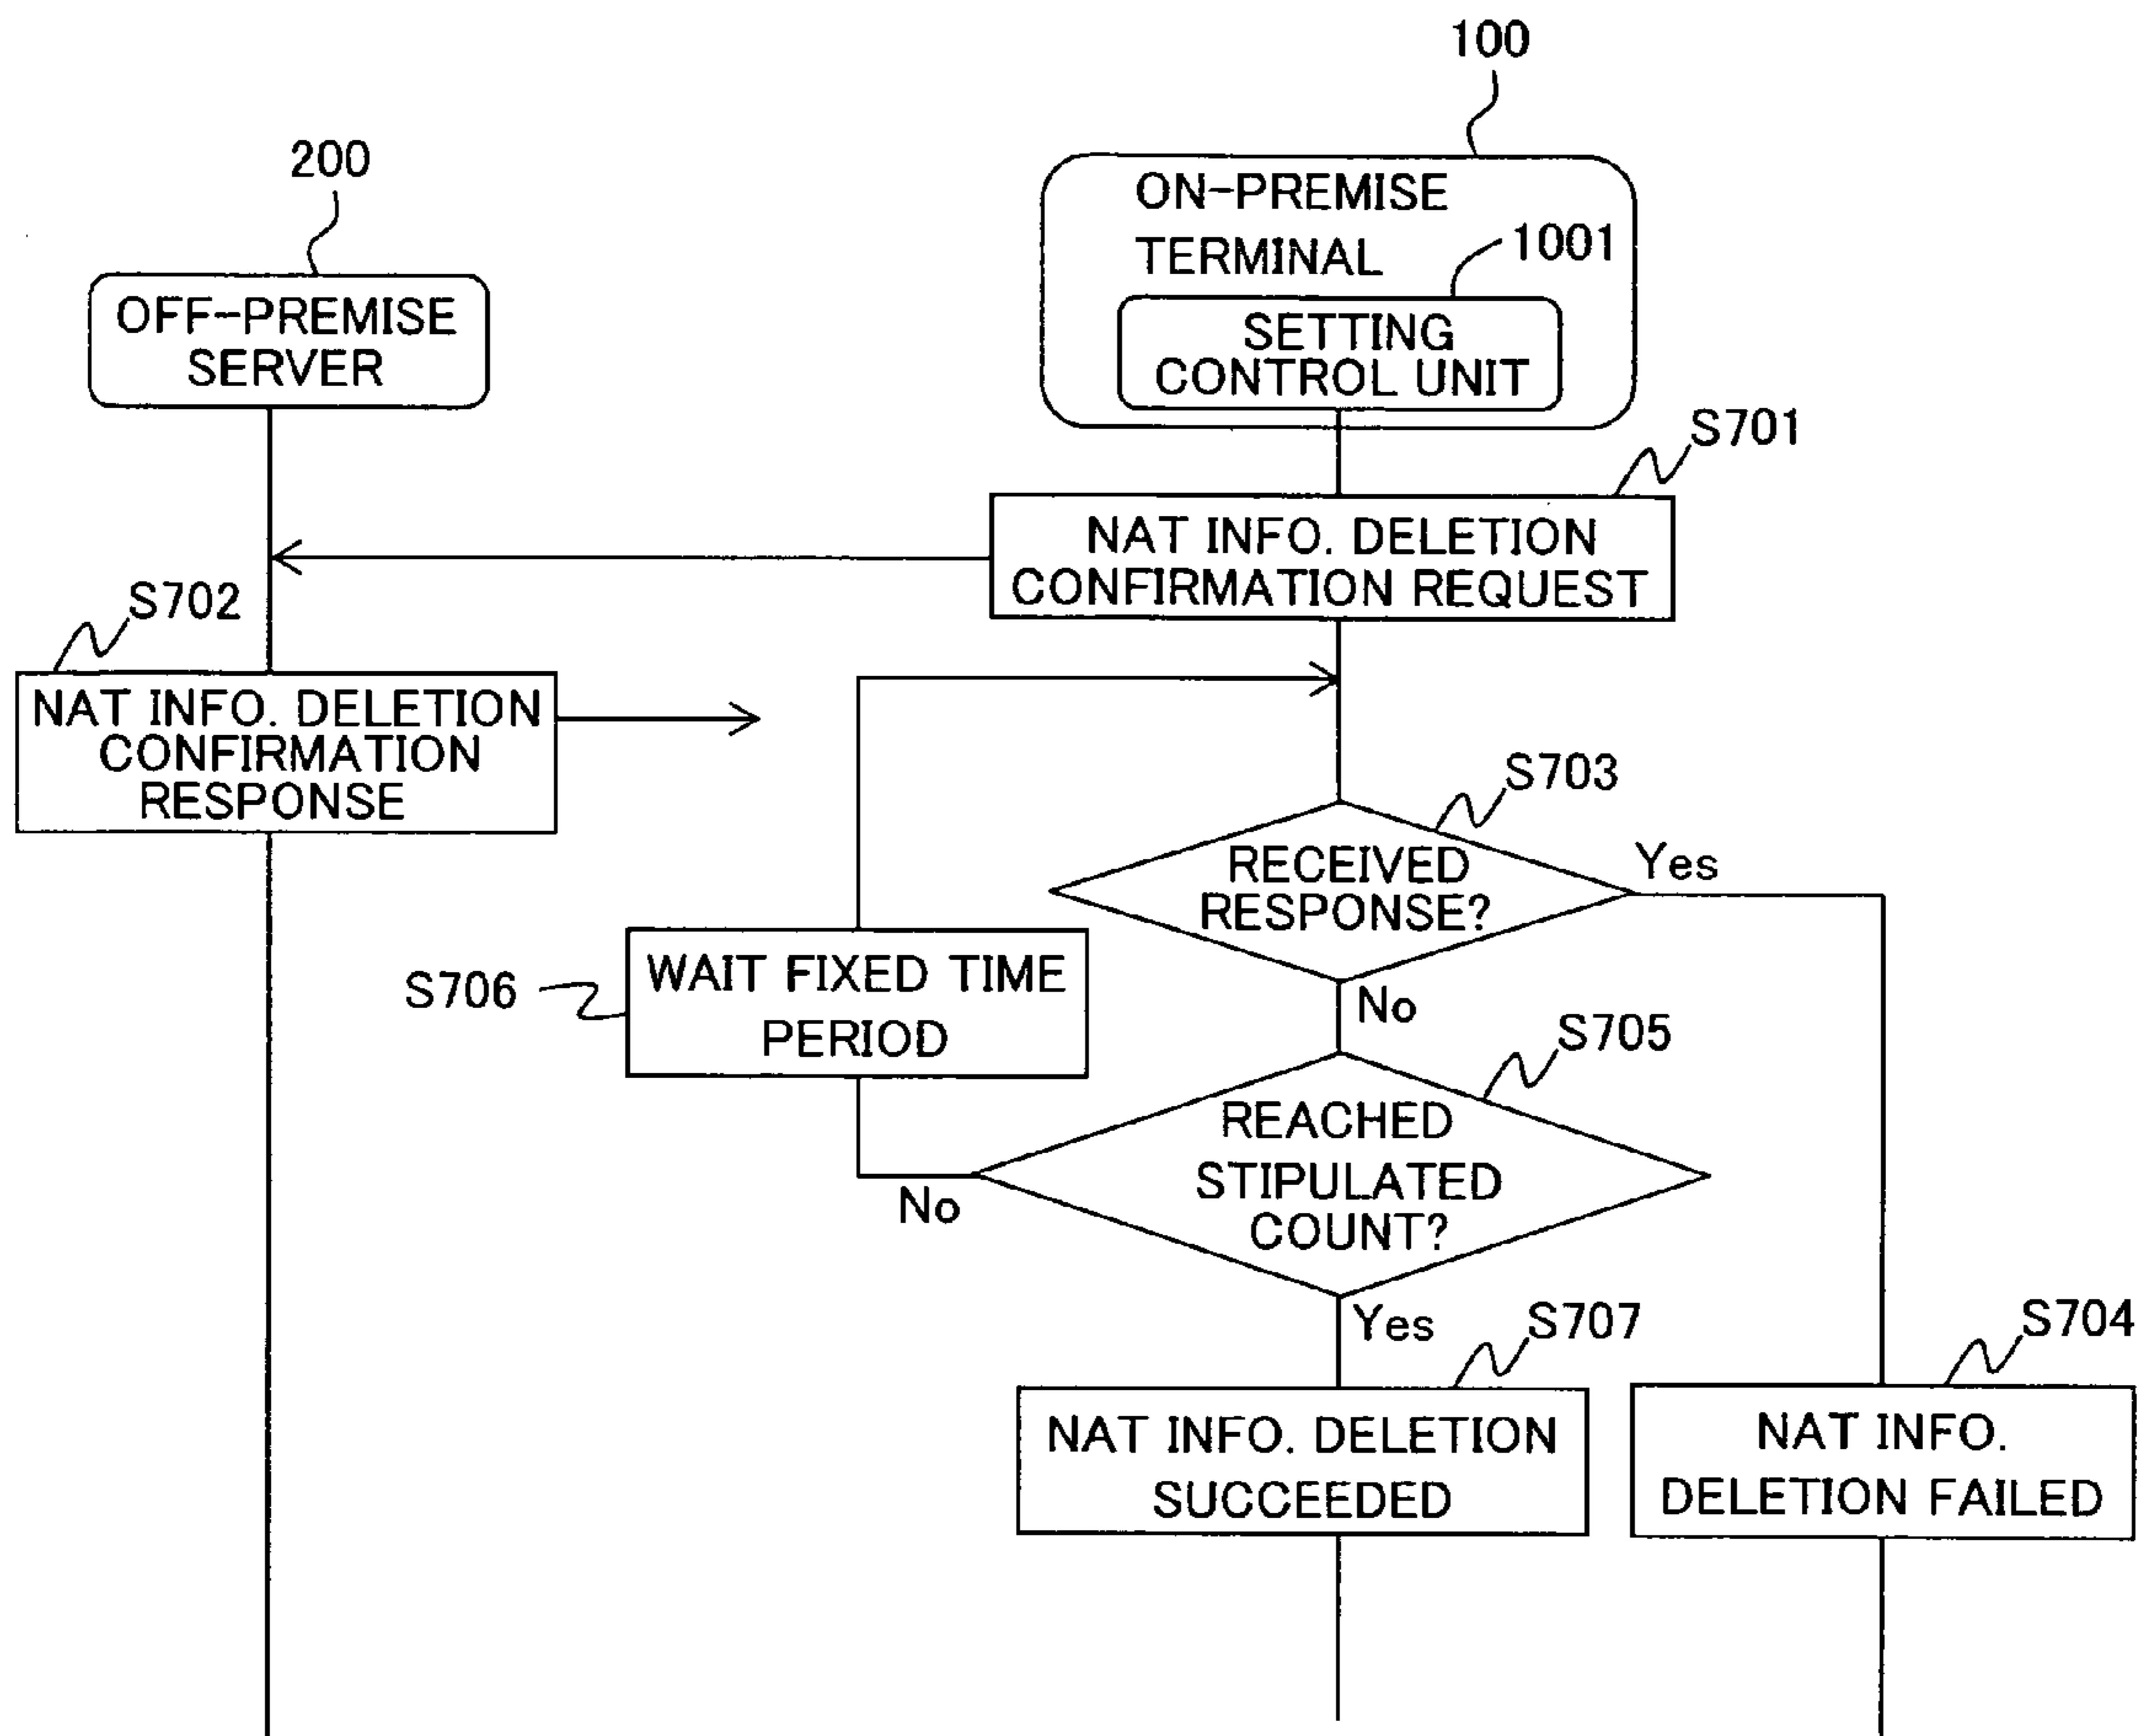 100
200
ON-PREMISE
TERMINAL
1001
OFF-PREMISE
SERVER
SETTING
CONTROL UNIT
S701
NAT INFO. DELETION
CONFIRMATION REQUEST
S702
NAT INFO. DELETION
CONFIRMATION
RESPONSE
S703
RECEIVED
RESPONSE?
Yes
WAIT FIXED TIME
PERIOD
S706
No
S705
REACHED
STIPULATED
COUNT?
No
Yes
S707
S704
NAT INFO. DELETION
SUCCEEDED
NAT INFO.
DELETION FAILED